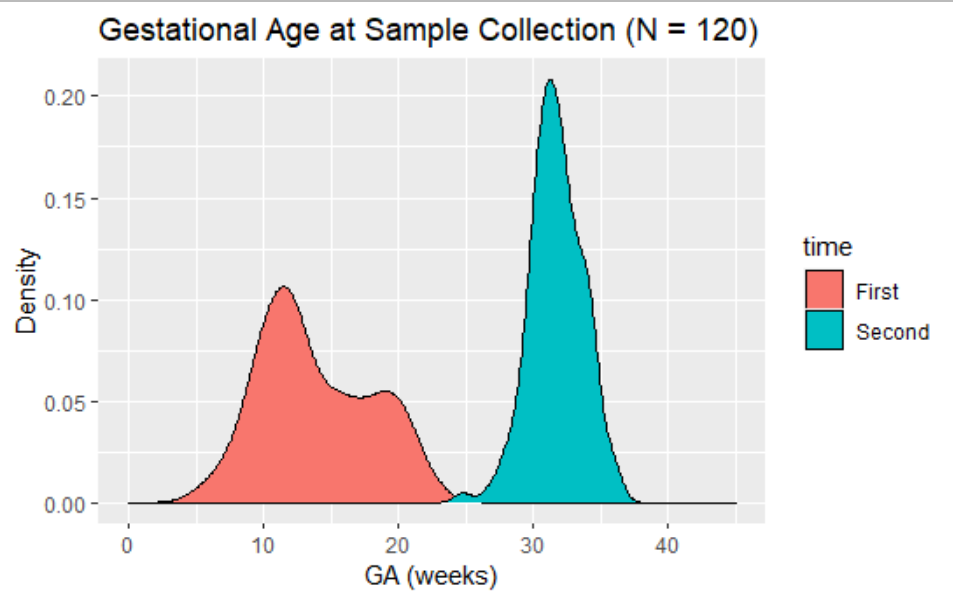 Gestational Age at Sample Collection (N = 120)
0.20
0.15
0.10
0.05
0.00
Density
0
10
20
30
40
GA (weeks)
time
First
Second